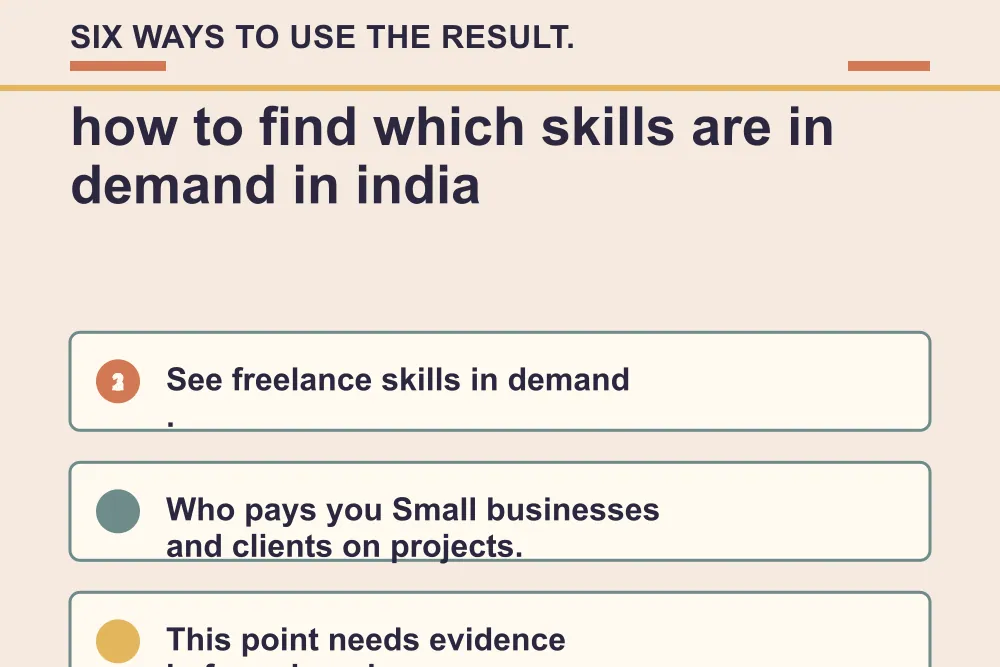 SIX WAYS TO USE THE RESULT.
how to find which skills are in
demand in india
See freelance skills in demand
.
Who pays you Small businesses
and clients on projects.
This point needs evidence